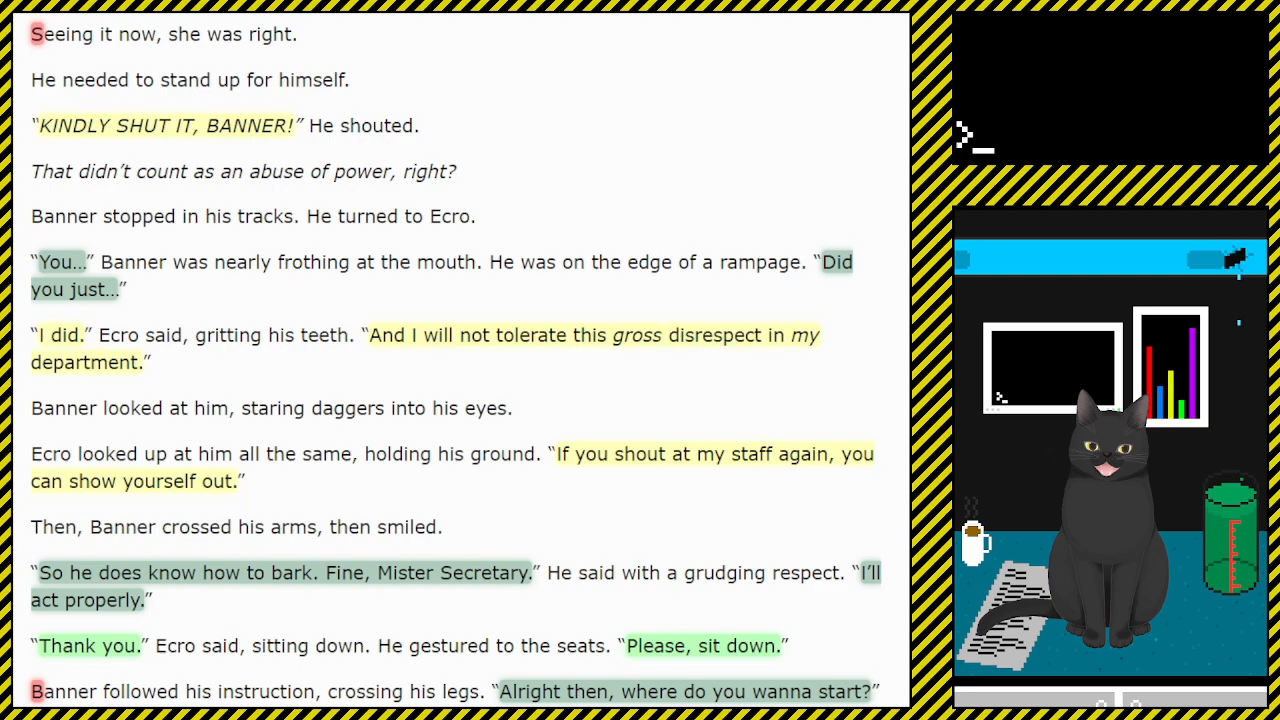 Seeing it now, she was right.
He needed to stand up for himself.
“KINDLY SHUT IT, BANNER!” He shouted.
That didn’t count as an abuse of power, right?
Banner stopped in his tracks. He turned to Ecro.
“You…” Banner was nearly frothing at the mouth. He was on the edge of a rampage. “Did
you just…”
“I did.” Ecro said, gritting his teeth. “And I will not tolerate this gross disrespect in my
department.”
Banner looked at him, staring daggers into his eyes.
Ecro looked up at him all the same, holding his ground. “If you shout at my staff again, you
can show yourself out.”
Then, Banner crossed his arms, then smiled.
“So he does know how to bark. Fine, Mister Secretary.” He said with a grudging respect. “I’ll
act properly.”
“Thank you.” Ecro said, sitting down. He gestured to the seats. “Please, sit down.”
Banner followed his instruction, crossing his legs. “Alright then, where do you wanna start?”
>_
>_